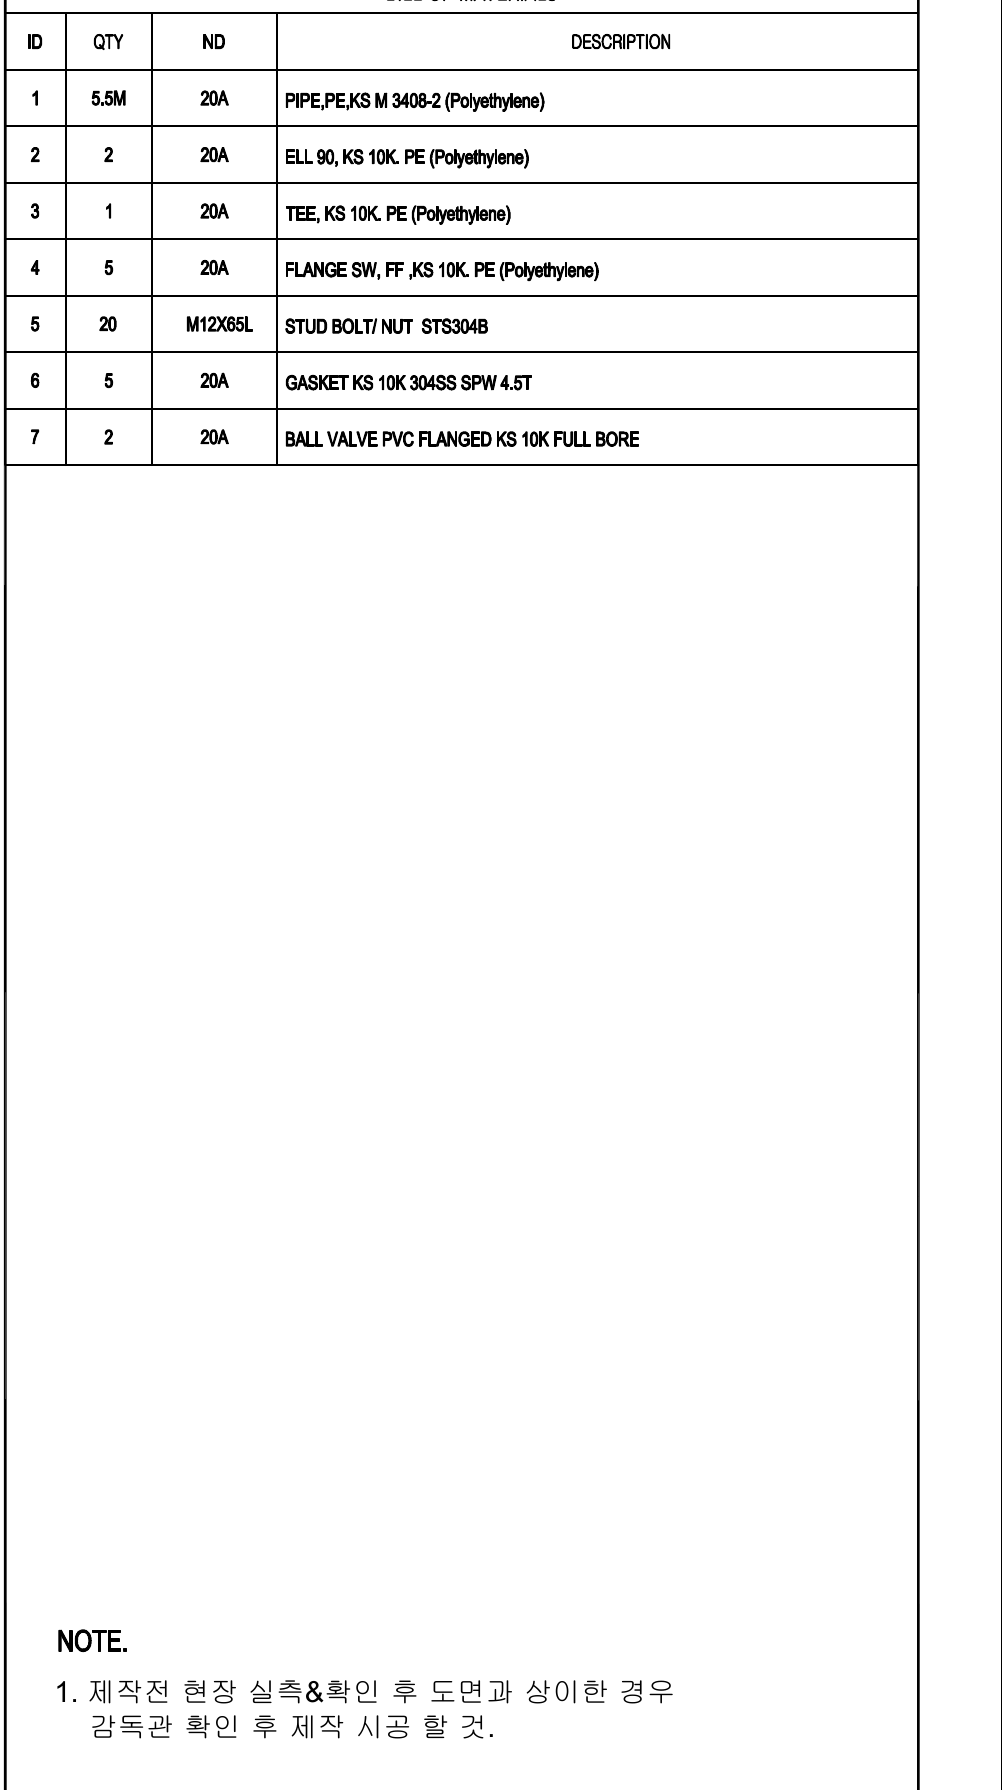 ID QTY ND DESCRIPTION
1 5.5M 20A PIPE,PE,KS M 3408-2 (Polyethylene)
2 2 20A ELL 90, KS 10K. PE (Polyethylene)
3 1 20A TEE, KS 10K. PE (Polyethylene)
4 5 20A FLANGE SW, FF ,KS 10K. PE (Polyethylene)
5 20 M12X65L STUD BOLT/ NUT STS304B
6 5 20A GASKET KS 10K 304SS SPW 4.5T
7 2 20A BALL VALVE PVC FLANGED KS 10K FULL BORE
NOTE.
1. 제작전 현장 실측&확인 후 도면과 상이한 경우
감독관 확인 후 제작 시공 할 것.